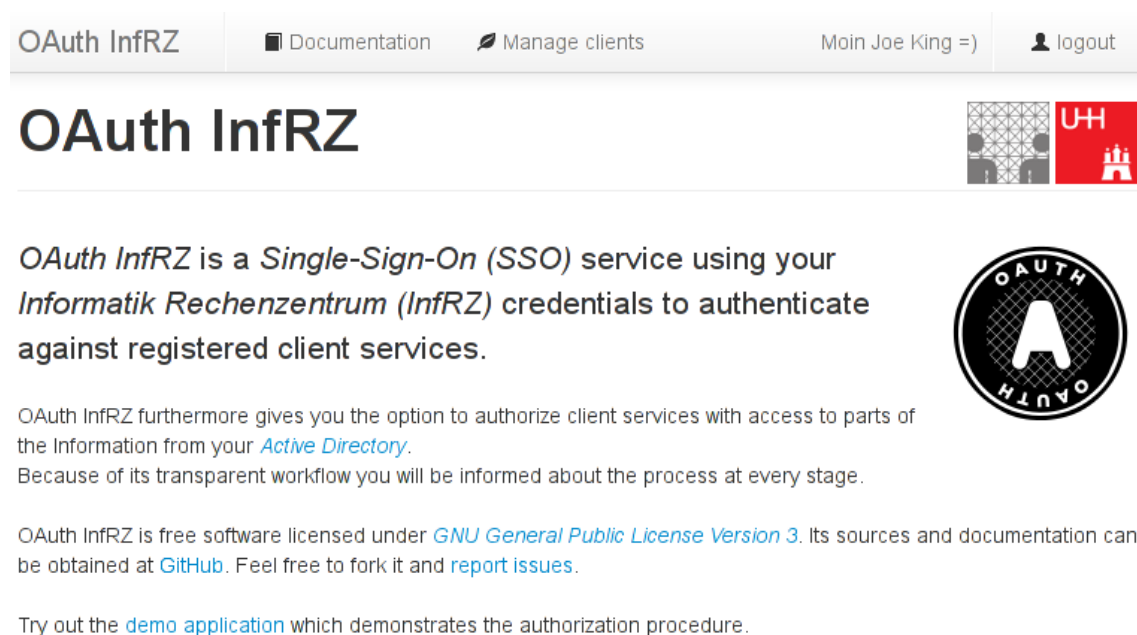 OAuth InfRZ Documentation Manage clients Moin Joe King =) logout
OAuth InfRZ
UHH
OAuth InfRZ is a Single-Sign-On (SSO) service using your
Informatik Rechenzentrum (InfRZ) credentials to authenticate
against registered client services.
OAUTH
A
OAUTH
OAuth InfRZ furthermore gives you the option to authorize client services with access to parts of
the Information from your Active Directory.
Because of its transparent workflow you will be informed about the process at every stage.
OAuth InfRZ is free software licensed under GNU General Public License Version 3. Its sources and documentation can
be obtained at GitHub. Feel free to fork it and report issues.
Try out the demo application which demonstrates the authorization procedure.